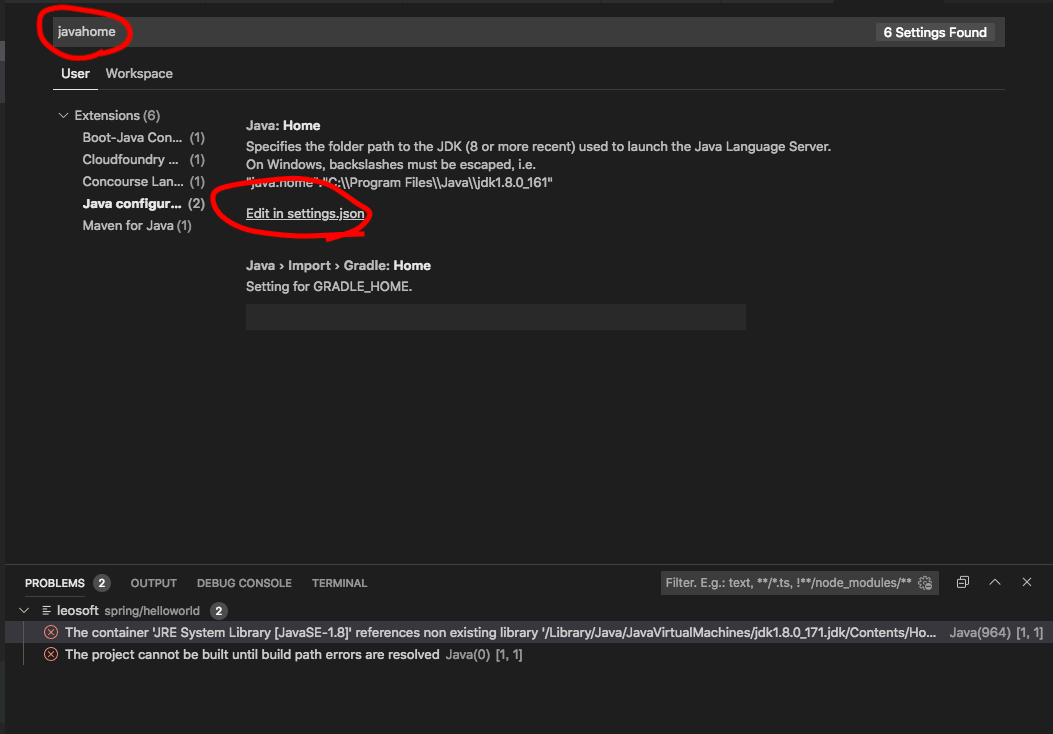 javahome
6 Settings Found
User Workspace
Extensions (6)
Boot-Java Con... (1)
Cloudfoundry ... (1)
Concourse Lan... (1)
Java configur... (2)
Maven for Java (1)
Java: Home
Specifies the folder path to the JDK (8 or more recent) used to launch the Java Language Server.
On Windows, backslashes must be escaped, i.e.
"java.home":"C:\\Program Files\\Java\\jdk1.8.0_161"
Edit in settings.json
Java › Import › Gradle: Home
Setting for GRADLE_HOME.
PROBLEMS 2 OUTPUT DEBUG CONSOLE TERMINAL
Filter. E.g.: text, **/*.ts, !**/node_modules/**
leosoft spring/helloworld 2
The container 'JRE System Library [JavaSE-1.8]' references non existing library '/Library/Java/JavaVirtualMachines/jdk1.8.0_171.jdk/Contents/Ho... Java(964) [1, 1]
The project cannot be built until build path errors are resolved Java(0) [1, 1]